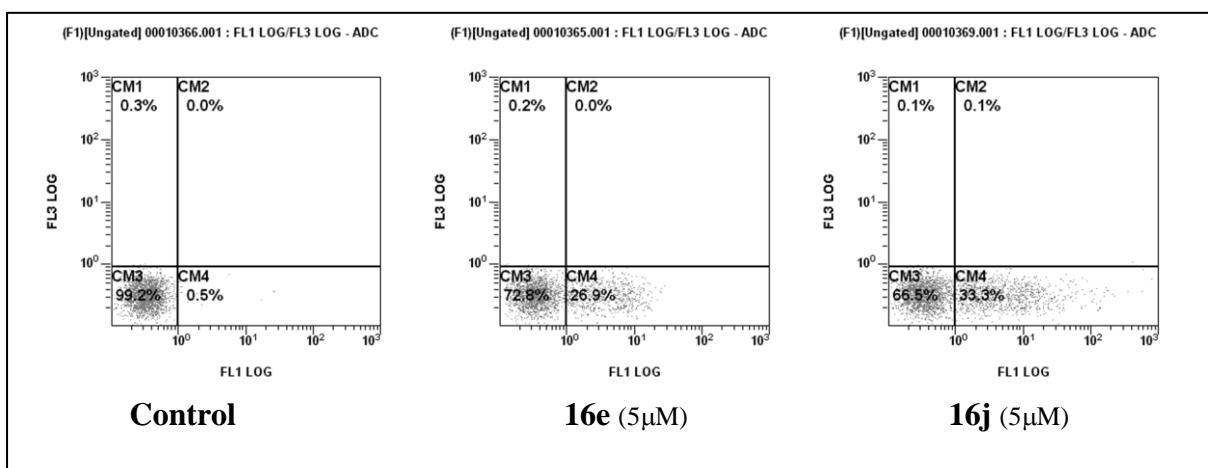 (F1)[Ungated] 00010366.001 : FL1 LOG/FL3 LOG - ADC
10³
CM1
0.3%
CM2
0.0%
10²
FL3 LOG
10¹
10⁰
CM3
99.2%
CM4
0.5%
10⁰ 10¹ 10² 10³
FL1 LOG
Control
(F1)[Ungated] 00010365.001 : FL1 LOG/FL3 LOG - ADC
10³
CM1
0.2%
CM2
0.0%
10²
FL3 LOG
10¹
10⁰
CM3
72.8%
CM4
26.9%
10⁰ 10¹ 10² 10³
FL1 LOG
16e (5μM)
(F1)[Ungated] 00010369.001 : FL1 LOG/FL3 LOG - ADC
10³
CM1
0.1%
CM2
0.1%
10²
FL3 LOG
10¹
10⁰
CM3
66.5%
CM4
33.3%
10⁰ 10¹ 10² 10³
FL1 LOG
16j (5μM)